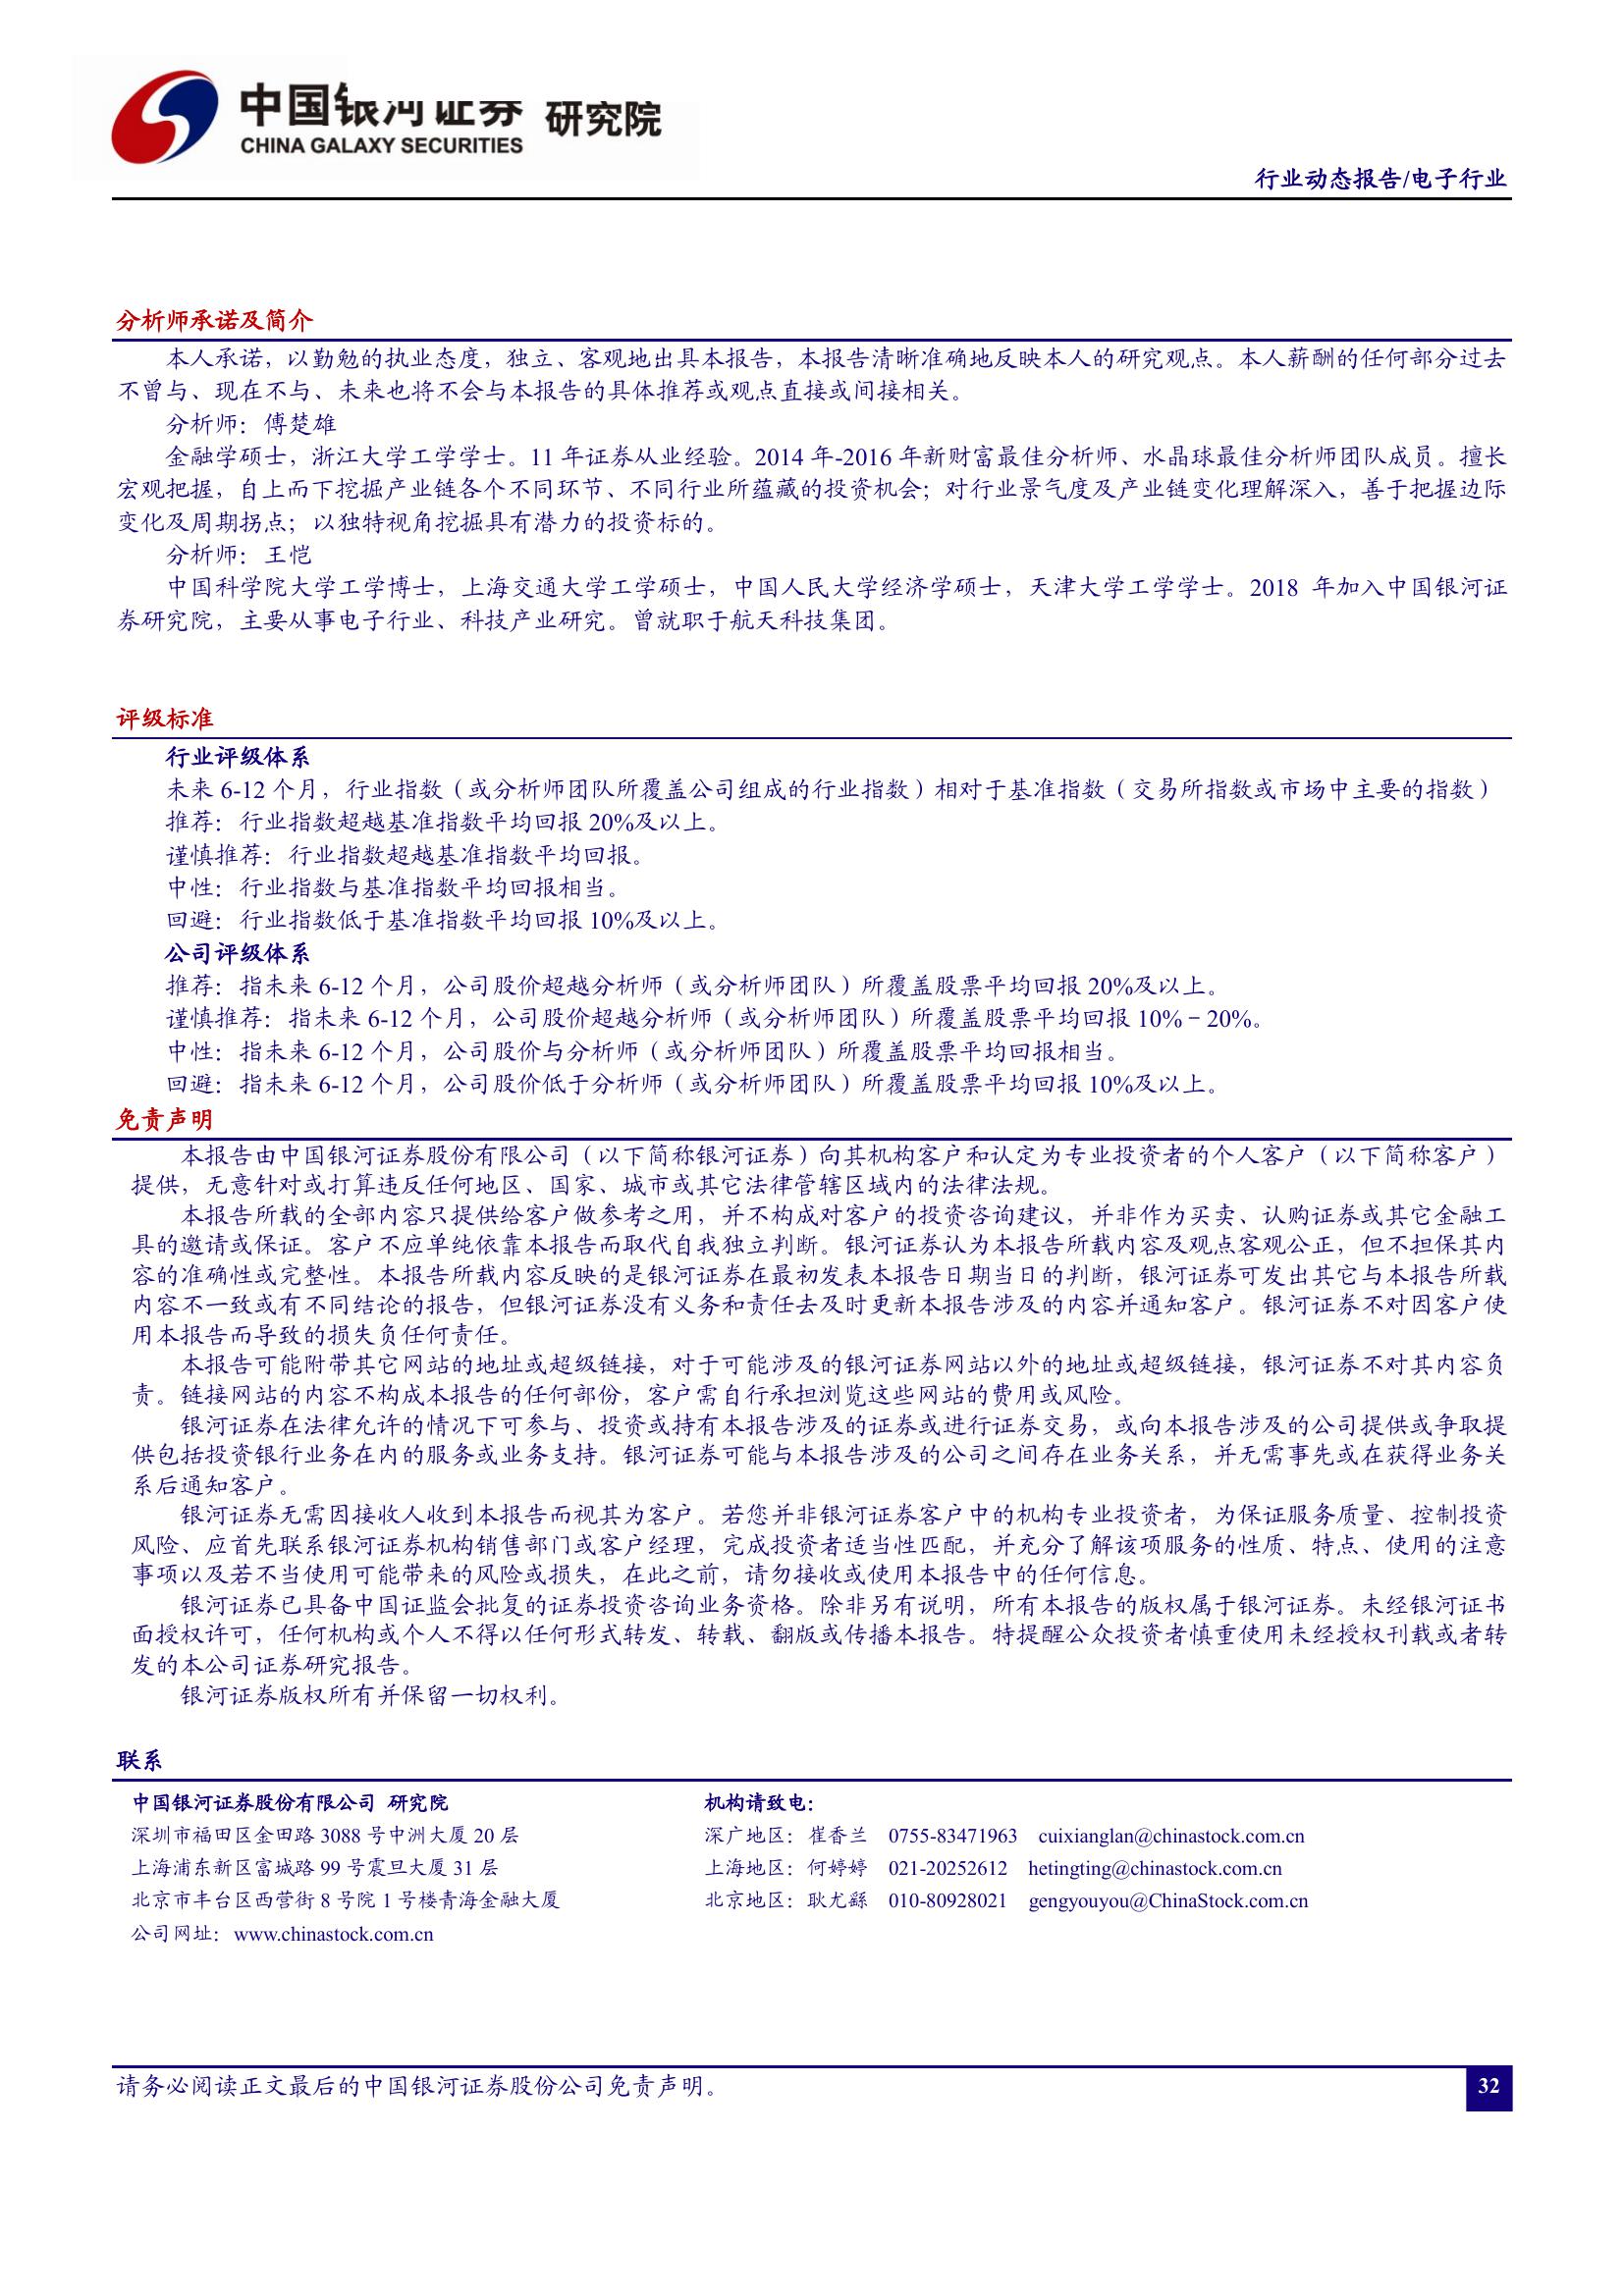 中国银河证券 研究院
CHINA GALAXY SECURITIES
行业动态报告/电子行业
分析师承诺及简介
本人承诺，以勤勉的执业态度，独立、客观地出具本报告，本报告清晰准确地反映本人的研究观点。本人薪酬的任何部分过去
不曾与、现在不与、未来也将不会与本报告的具体推荐或观点直接或间接相关。
分析师：傅楚雄
金融学硕士，浙江大学工学学士。11 年证券从业经验。2014 年-2016 年新财富最佳分析师、水晶球最佳分析师团队成员。擅长
宏观把握，自上而下挖掘产业链各个不同环节、不同行业所蕴藏的投资机会；对行业景气度及产业链变化理解深入，善于把握边际
变化及周期拐点；以独特视角挖掘具有潜力的投资标的。
分析师：王恺
中国科学院大学工学博士，上海交通大学工学硕士，中国人民大学经济学硕士，天津大学工学学士。2018 年加入中国银河证
券研究院，主要从事电子行业、科技产业研究。曾就职于航天科技集团。
评级标准
行业评级体系
未来 6-12 个月，行业指数（或分析师团队所覆盖公司组成的行业指数）相对于基准指数（交易所指数或市场中主要的指数）
推荐：行业指数超越基准指数平均回报 20%及以上。
谨慎推荐：行业指数超越基准指数平均回报。
中性：行业指数与基准指数平均回报相当。
回避：行业指数低于基准指数平均回报 10%及以上。
公司评级体系
推荐：指未来 6-12 个月，公司股价超越分析师（或分析师团队）所覆盖股票平均回报 20%及以上。
谨慎推荐：指未来 6-12 个月，公司股价超越分析师（或分析师团队）所覆盖股票平均回报 10%－20%。
中性：指未来 6-12 个月，公司股价与分析师（或分析师团队）所覆盖股票平均回报相当。
回避：指未来 6-12 个月，公司股价低于分析师（或分析师团队）所覆盖股票平均回报 10%及以上。
免责声明
本报告由中国银河证券股份有限公司（以下简称银河证券）向其机构客户和认定为专业投资者的个人客户（以下简称客户）
提供，无意针对或打算违反任何地区、国家、城市或其它法律管辖区域内的法律法规。
本报告所载的全部内容只提供给客户做参考之用，并不构成对客户的投资咨询建议，并非作为买卖、认购证券或其它金融工
具的邀请或保证。客户不应单纯依靠本报告而取代自我独立判断。银河证券认为本报告所载内容及观点客观公正，但不担保其内
容的准确性或完整性。本报告所载内容反映的是银河证券在最初发表本报告日期当日的判断，银河证券可发出其它与本报告所载
内容不一致或有不同结论的报告，但银河证券没有义务和责任去及时更新本报告涉及的内容并通知客户。银河证券不对因客户使
用本报告而导致的损失负任何责任。
本报告可能附带其它网站的地址或超级链接，对于可能涉及的银河证券网站以外的地址或超级链接，银河证券不对其内容负
责。链接网站的内容不构成本报告的任何部份，客户需自行承担浏览这些网站的费用或风险。
银河证券在法律允许的情况下可参与、投资或持有本报告涉及的证券或进行证券交易，或向本报告涉及的公司提供或争取提
供包括投资银行业务在内的服务或业务支持。银河证券可能与本报告涉及的公司之间存在业务关系，并无需事先或在获得业务关
系后通知客户。
银河证券无需因接收人收到本报告而视其为客户。若您并非银河证券客户中的机构专业投资者，为保证服务质量、控制投资
风险、应首先联系银河证券机构销售部门或客户经理，完成投资者适当性匹配，并充分了解该项服务的性质、特点、使用的注意
事项以及若不当使用可能带来的风险或损失，在此之前，请勿接收或使用本报告中的任何信息。
银河证券已具备中国证监会批复的证券投资咨询业务资格。除非另有说明，所有本报告的版权属于银河证券。未经银河证书
面授权许可，任何机构或个人不得以任何形式转发、转载、翻版或传播本报告。特提醒公众投资者慎重使用未经授权刊载或者转
发的本公司证券研究报告。
银河证券版权所有并保留一切权利。
联系
中国银河证券股份有限公司 研究院 机构请致电：
深圳市福田区金田路 3088 号中洲大厦 20 层 深广地区：崔香兰 0755-83471963 cuixianglan@chinastock.com.cn
上海浦东新区富城路 99 号震旦大厦 31 层 上海地区：何婷婷 021-20252612 hetingting@chinastock.com.cn
北京市丰台区西营街 8 号院 1 号楼青海金融大厦 北京地区：耿尤繇 010-80928021 gengyouyou@ChinaStock.com.cn
公司网址：www.chinastock.com.cn
请务必阅读正文最后的中国银河证券股份公司免责声明。 32